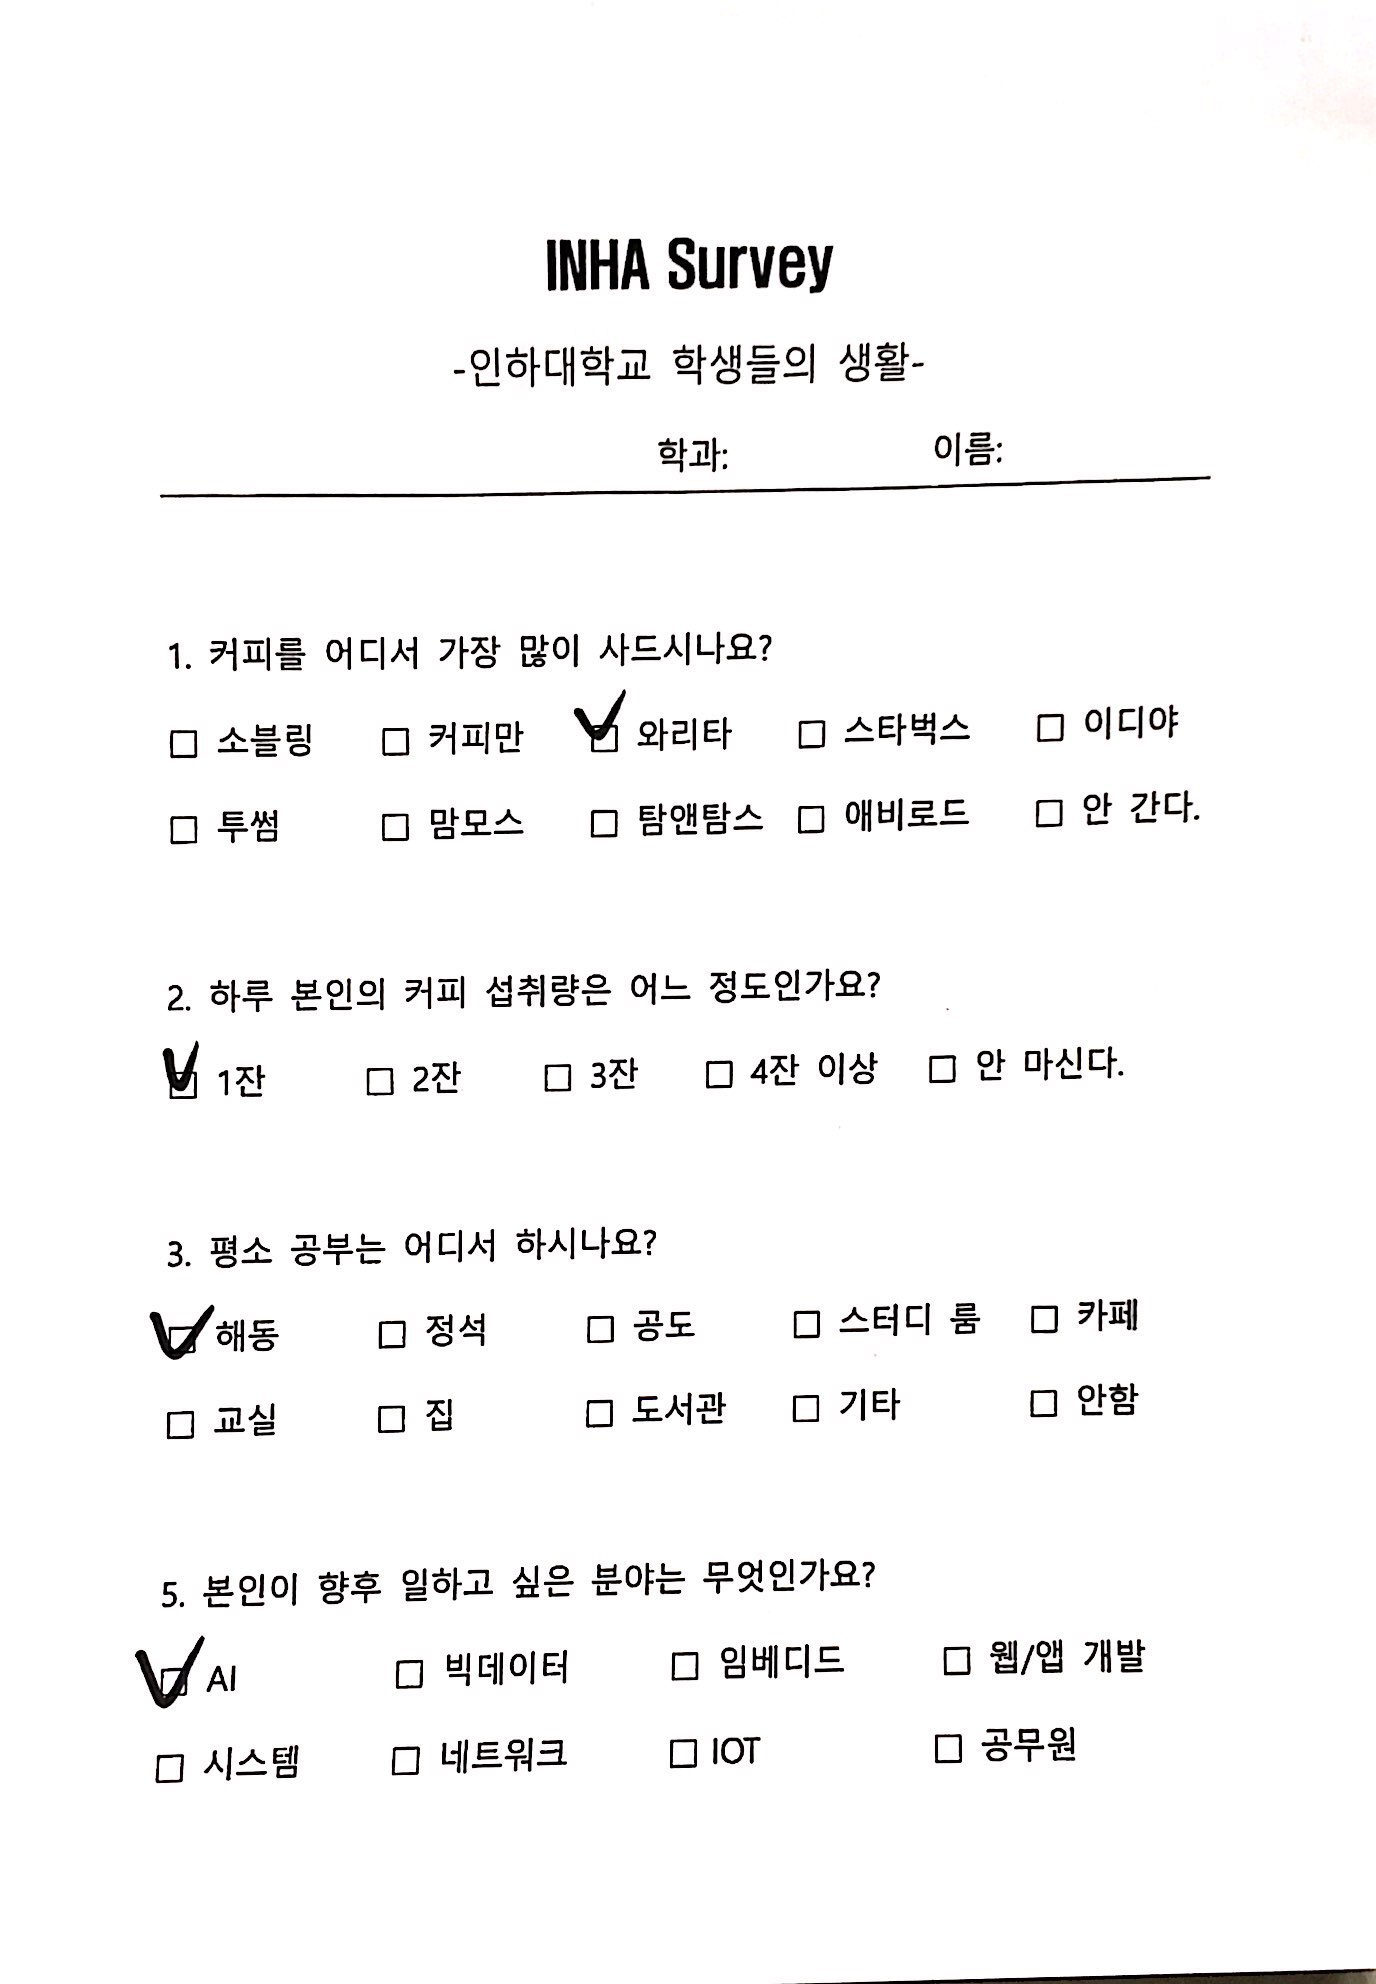 INHA Survey
-인하대학교 학생들의 생활-
학과: 이름:
1. 커피를 어디서 가장 많이 사드시나요?
□ 소블링 □ 커피만 ☑ 와리타 □ 스타벅스 □ 이디야
□ 투썸 □ 맘모스 □ 탐앤탐스 □ 애비로드 □ 안 간다.
2. 하루 본인의 커피 섭취량은 어느 정도인가요?
☑ 1잔 □ 2잔 □ 3잔 □ 4잔 이상 □ 안 마신다.
3. 평소 공부는 어디서 하시나요?
☑ 해동 □ 정석 □ 공도 □ 스터디 룸 □ 카페
□ 교실 □ 집 □ 도서관 □ 기타 □ 안함
5. 본인이 향후 일하고 싶은 분야는 무엇인가요?
☑ AI □ 빅데이터 □ 임베디드 □ 웹/앱 개발
□ 시스템 □ 네트워크 □ IOT □ 공무원